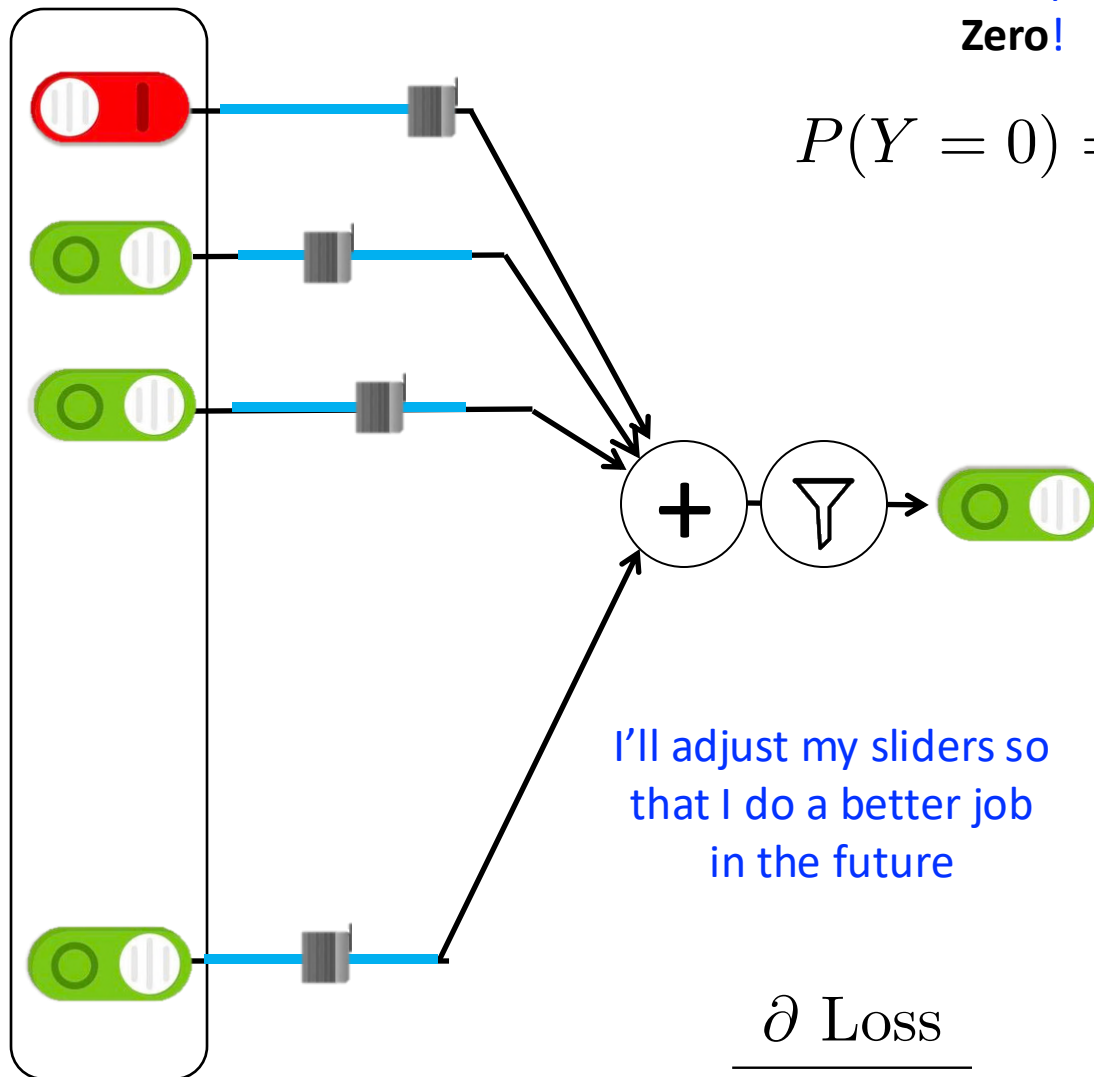 Zero!
P(Y = 0) =
+
I'll adjust my sliders so
that I do a better job
in the future
∂ Loss